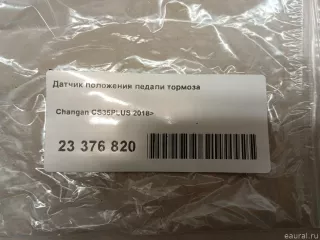 Датчик положения педали тормоза
Changan CS35PLUS 2018>
23 376 820
eaural.ru